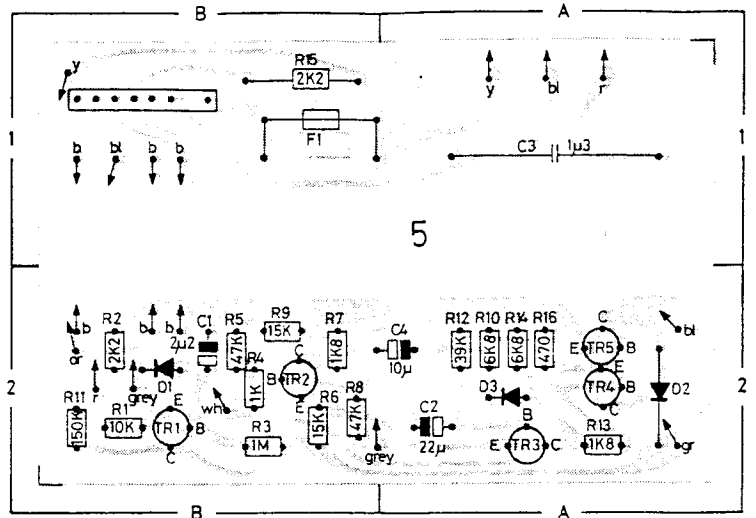 B A
y R15 2K2 y bl r
1 F1 C3 1µ3 1
b bl b b
5
b R2 b b C1 R5 R9 R7 C4 R12 R10 R14 R16 C bl
gr 2K2 2µ2 47K 15K 1K8 10µ 39K 6K8 6K8 470 E TR5 B
2 D1 R4 1K C B TR2 E E TR4 B C D2 2
r grey wh R8 47K D3
R11 150K R1 10K E TR1 B C R3 1M R6 15K grey C2 22µ B E TR3 C R13 1K8 gr
B A